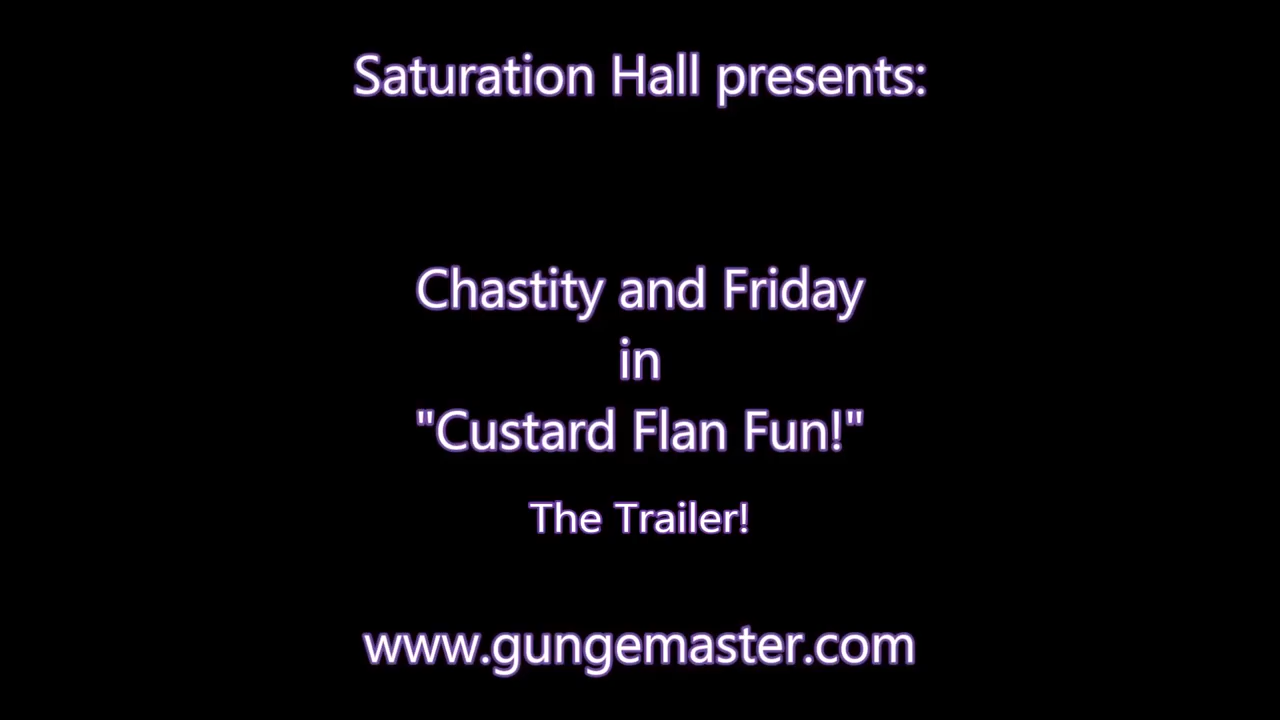 Saturation Hall presents:
Chastity and Friday
in
"Custard Flan Fun!"
The Trailer!
www.gungemaster.com